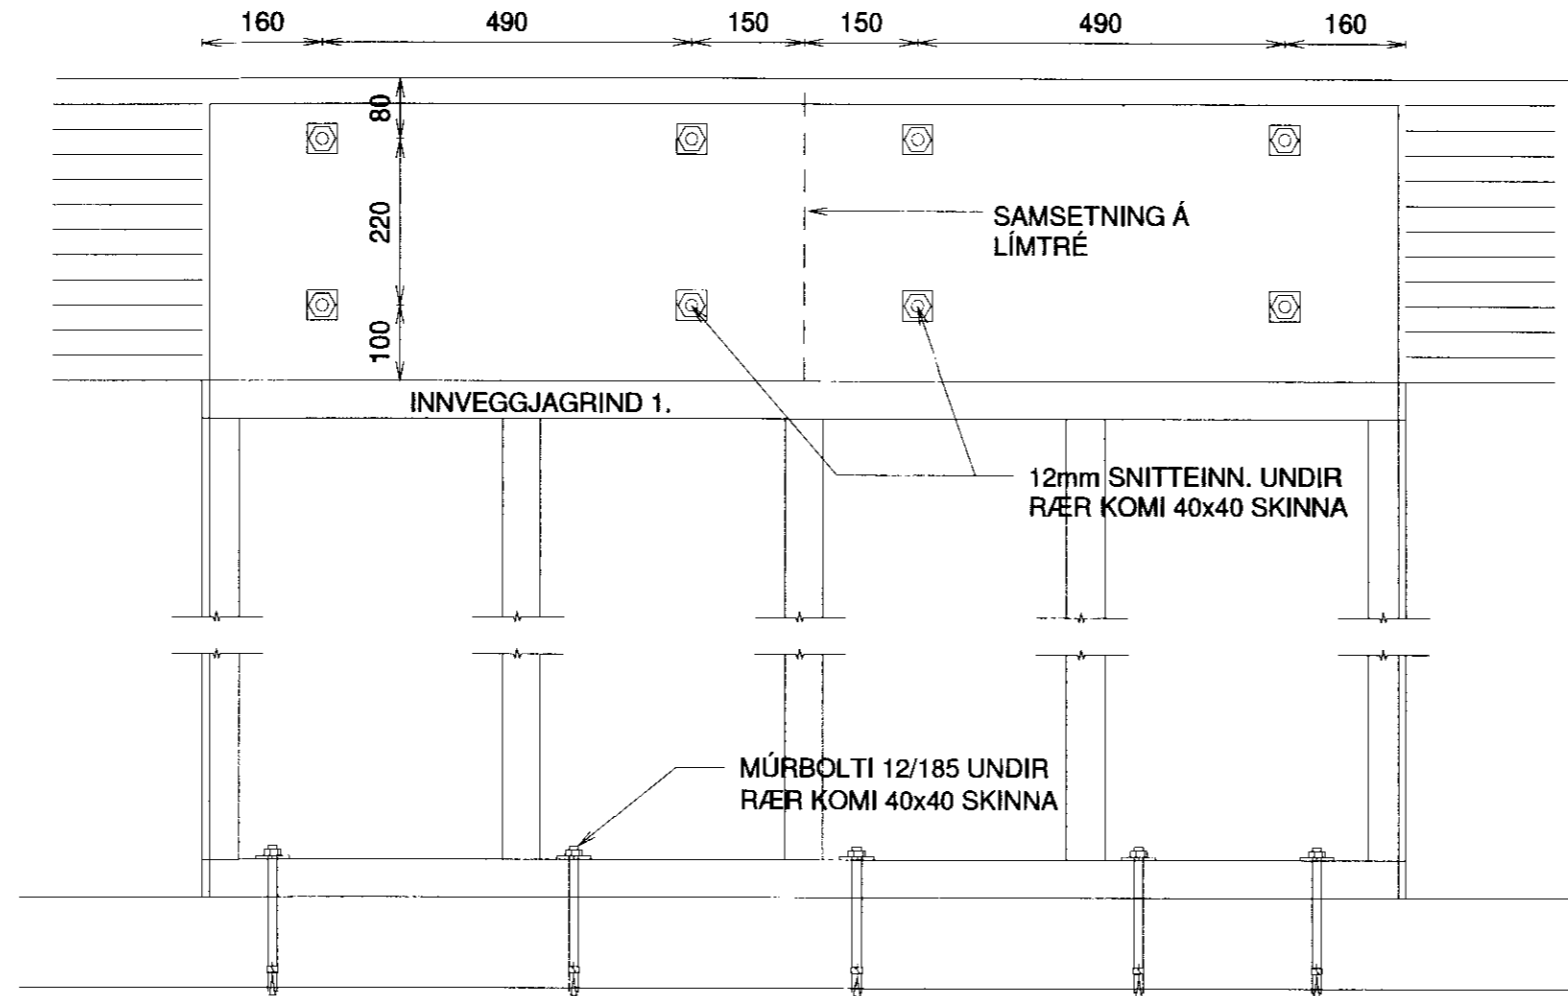 160 490 150 150 490 160
80
220
100
SAMSETNING Á
LÍMTRÉ
INNVEGGJAGRIND 1.
12mm SNITTEINN. UNDIR
RÆR KOMI 40x40 SKINNA
MÚRBOLTI 12/185 UNDIR
RÆR KOMI 40x40 SKINNA